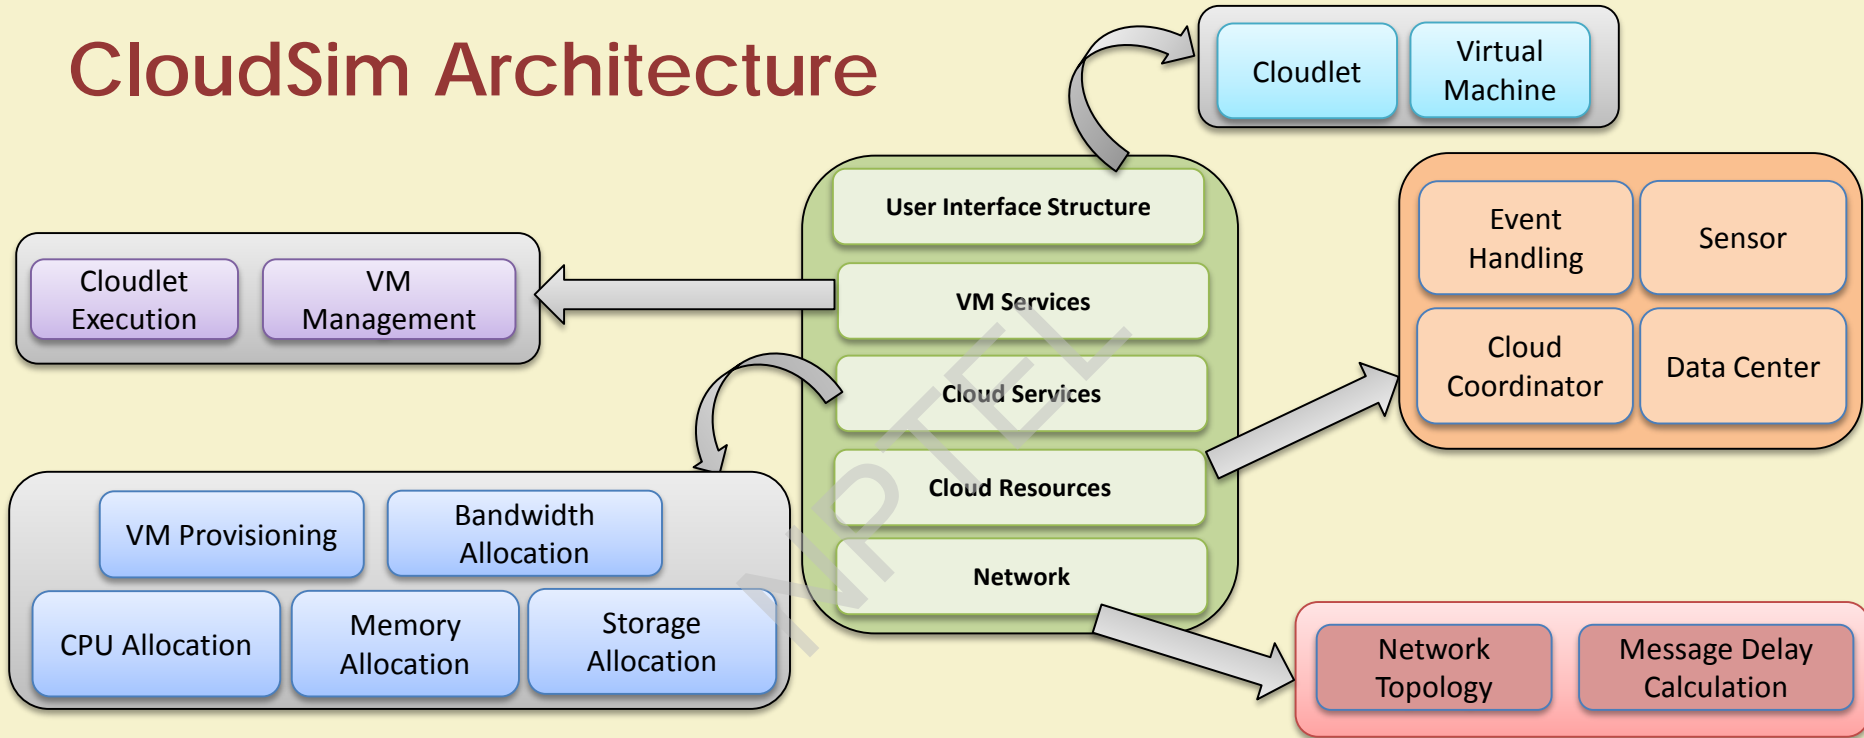 CloudSim Architecture
Cloudlet
Virtual
Machine
User Interface Structure
VM Services
Cloud Services
Cloud Resources
Network
Cloudlet
Execution
VM
Management
Event
Handling
Sensor
Cloud
Coordinator
Data Center
VM Provisioning
Bandwidth
Allocation
CPU Allocation
Memory
Allocation
Storage
Allocation
Network
Topology
Message Delay
Calculation
NPTEL